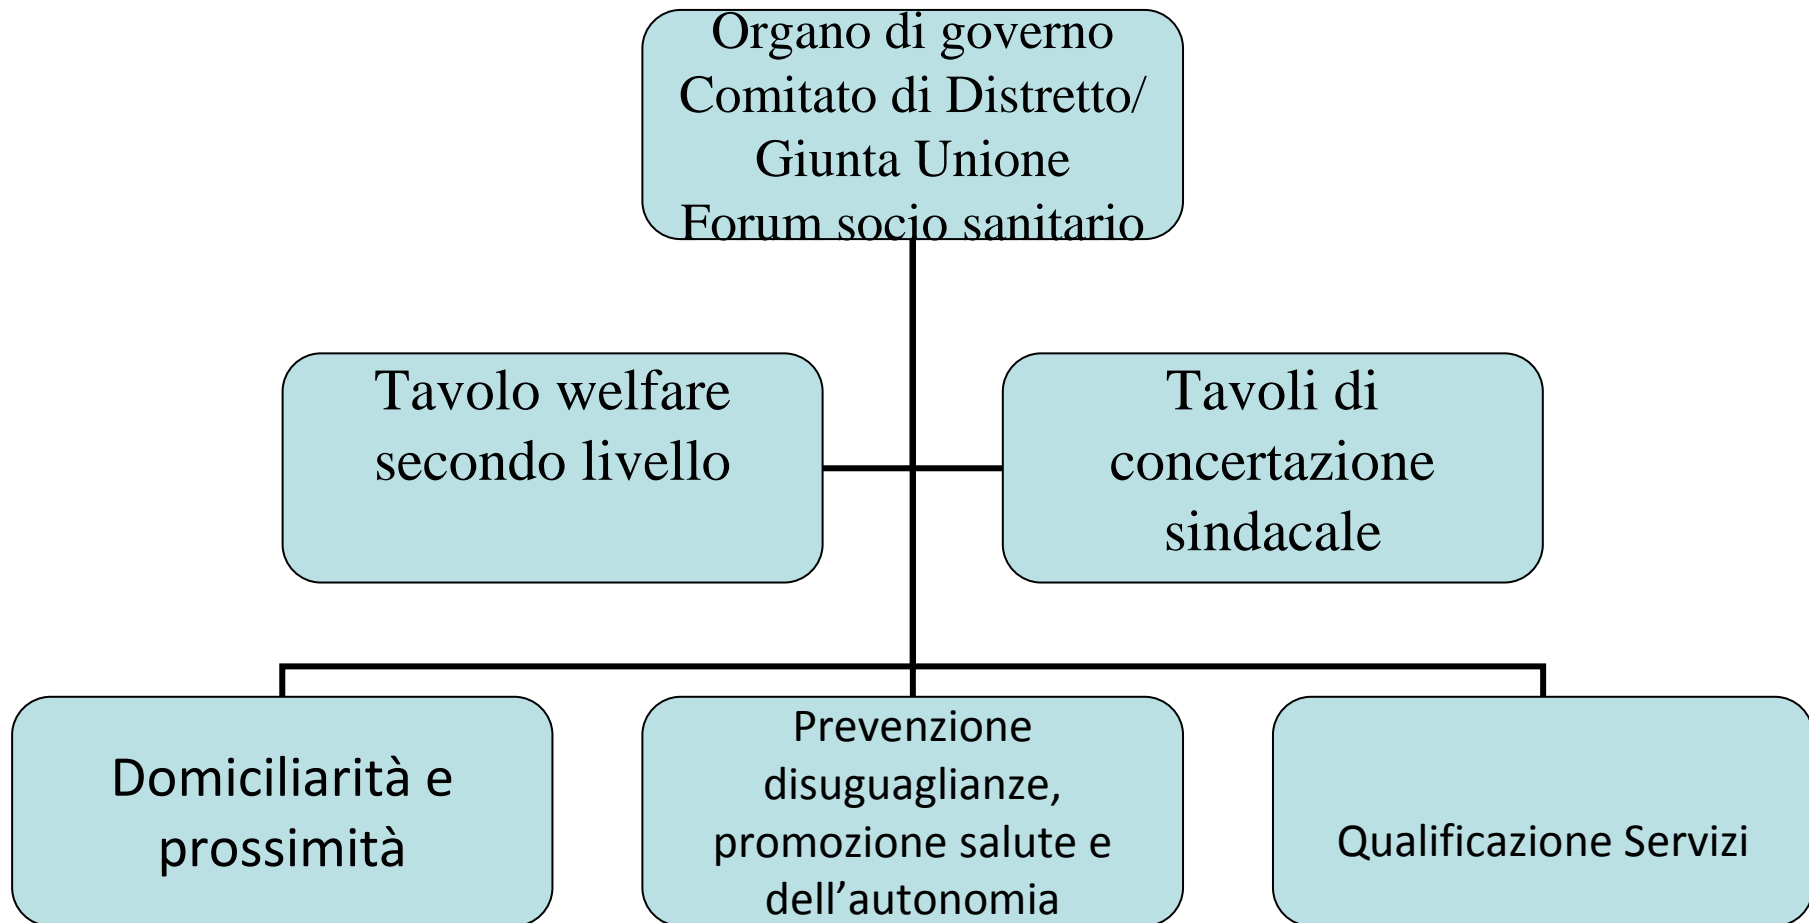 Organo di governo
Comitato di Distretto/
Giunta Unione
Forum socio sanitario
Tavolo welfare
secondo livello
Tavoli di
concertazione
sindacale
Domiciliarità e
prossimità
Prevenzione
disuguaglianze,
promozione salute e
dell’autonomia
Qualificazione Servizi